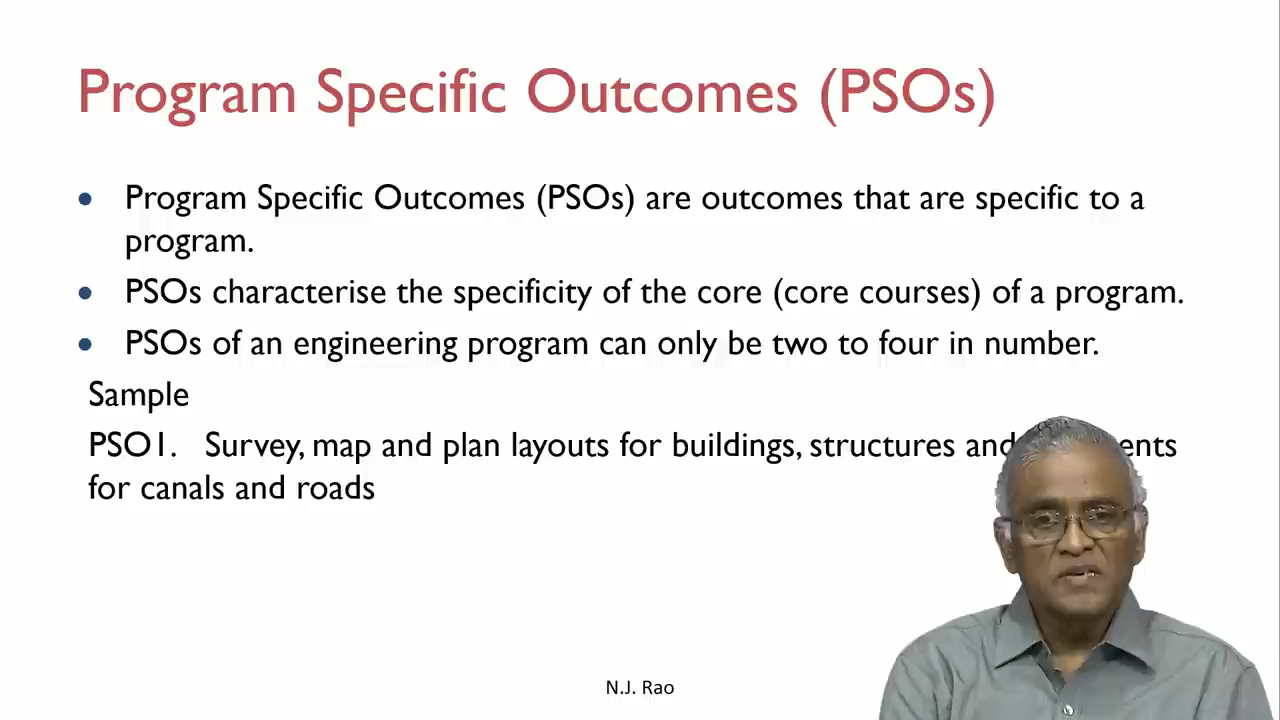 Program Specific Outcomes (PSOs)
• Program Specific Outcomes (PSOs) are outcomes that are specific to a
program.
• PSOs characterise the specificity of the core (core courses) of a program.
• PSOs of an engineering program can only be two to four in number.
Sample
PSO1. Survey, map and plan layouts for buildings, structures and
for canals and roads
N.J. Rao